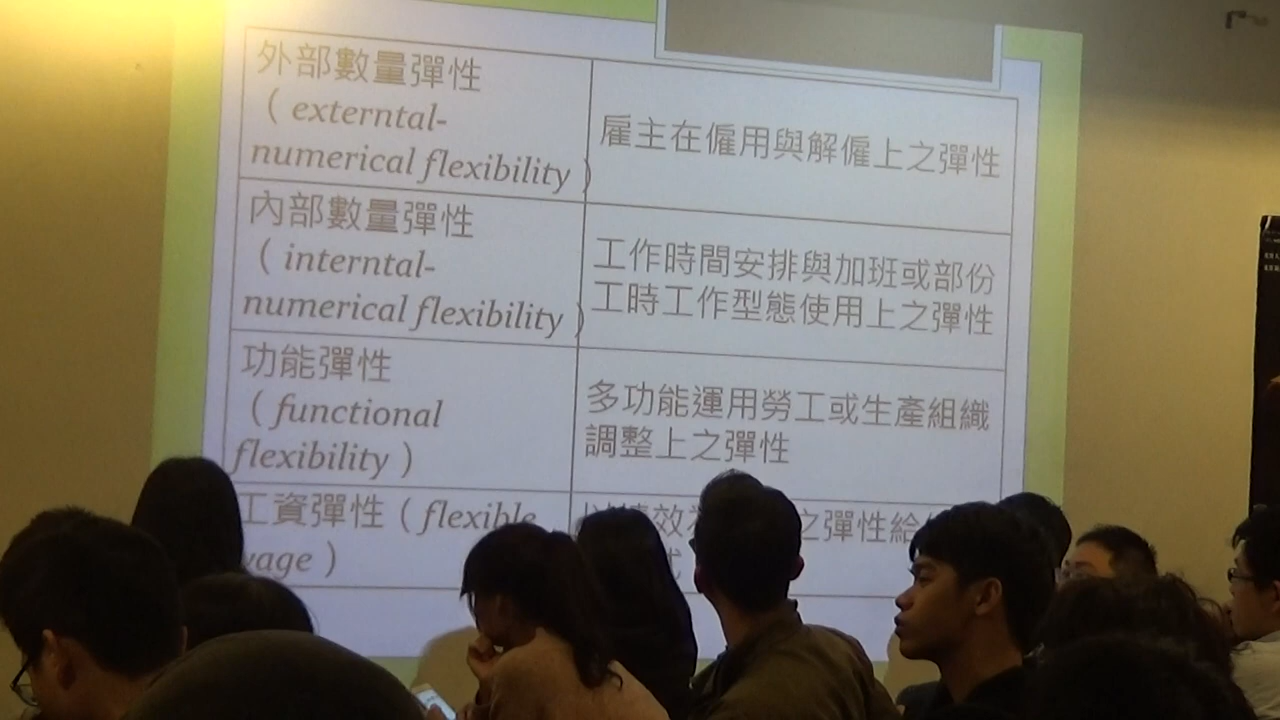 外部數量彈性
( externtal-
numerical flexibility )
雇主在僱用與解僱上之彈性
內部數量彈性
( interntal-
numerical flexibility )
工作時間安排與加班或部份
工時工作型態使用上之彈性
功能彈性
( functional
flexibility )
多功能運用勞工或生產組織
調整上之彈性
工資彈性 ( flexible
wage )
績效 之彈性給